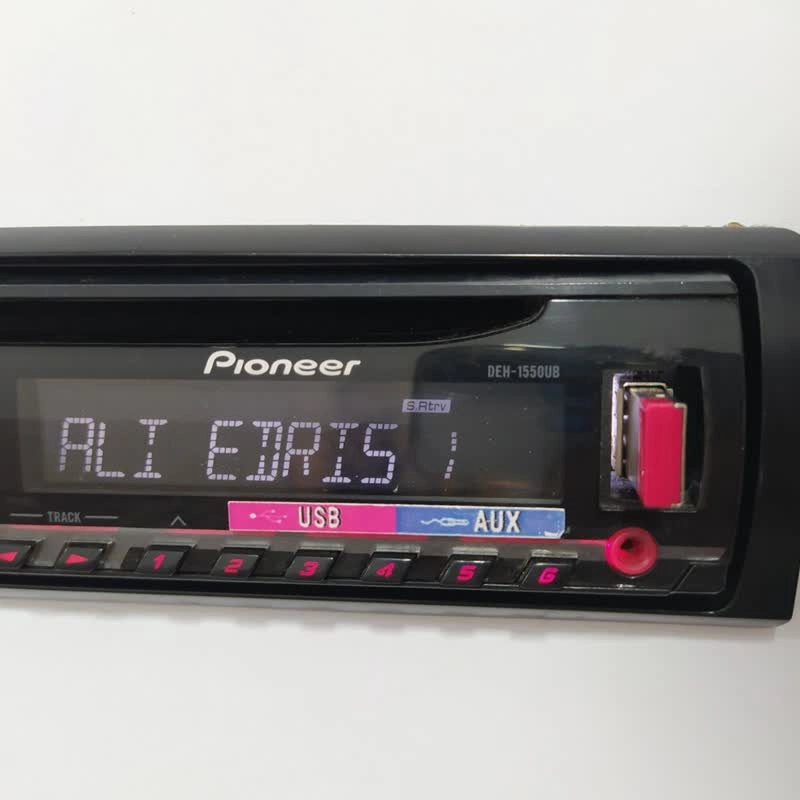 Pioneer
DEH-1550UB
S.Rtrv
ALI EDRIS
TRACK
USB AUX
1 2 3 4 5 6